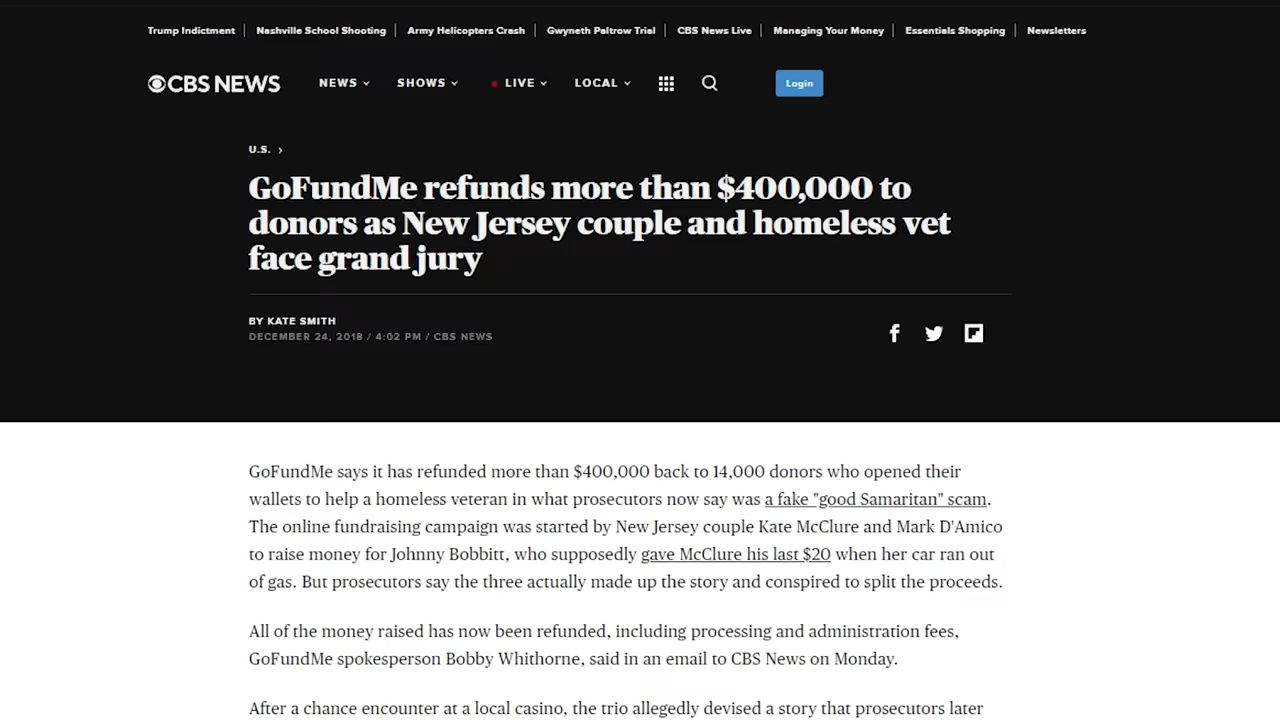 Trump Indictment Nashville School Shooting Army Helicopters Crash Gwyneth Paltrow Trial CBS News Live Managing Your Money Essentials Shopping Newsletters
CBS NEWS NEWS SHOWS LIVE LOCAL Login
U.S.
GoFundMe refunds more than $400,000 to
donors as New Jersey couple and homeless vet
face grand jury
BY KATE SMITH
DECEMBER 24, 2018 / 4:02 PM / CBS NEWS
GoFundMe says it has refunded more than $400,000 back to 14,000 donors who opened their
wallets to help a homeless veteran in what prosecutors now say was a fake "good Samaritan" scam.
The online fundraising campaign was started by New Jersey couple Kate McClure and Mark D'Amico
to raise money for Johnny Bobbitt, who supposedly gave McClure his last $20 when her car ran out
of gas. But prosecutors say the three actually made up the story and conspired to split the proceeds.
All of the money raised has now been refunded, including processing and administration fees,
GoFundMe spokesperson Bobby Whithorne, said in an email to CBS News on Monday.
After a chance encounter at a local casino, the trio allegedly devised a story that prosecutors later